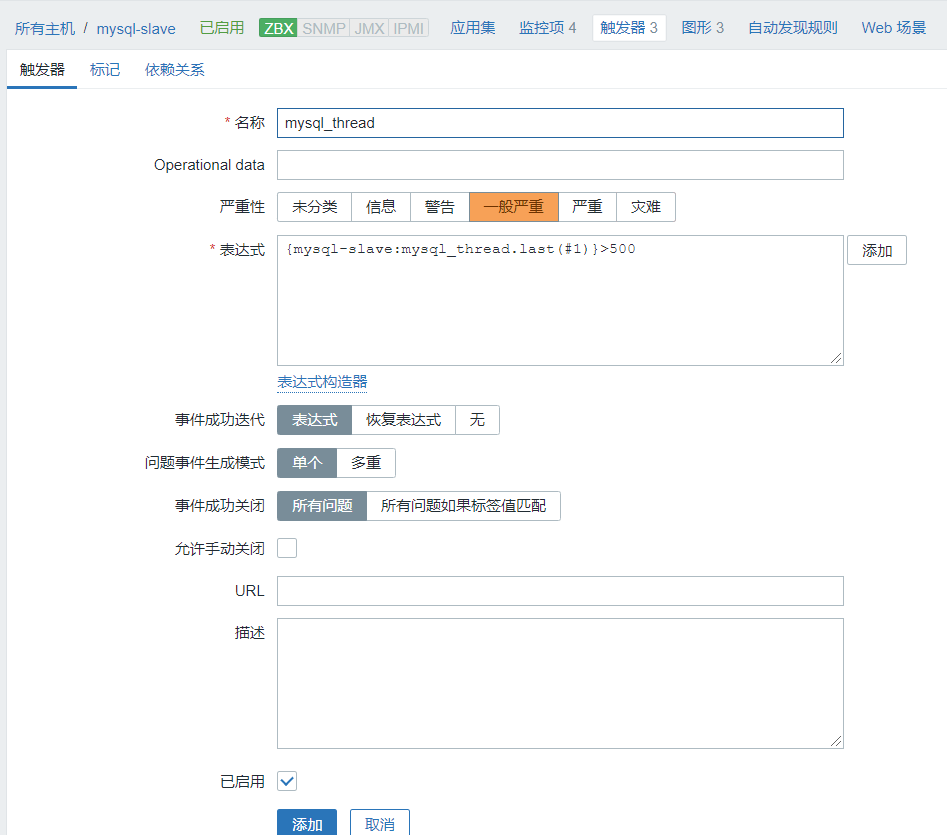 所有主机 / mysql-slave 已启用 ZBX SNMP JMX IPMI 应用集 监控项 4 触发器 3 图形 3 自动发现规则 Web 场景
触发器 标记 依赖关系
* 名称 mysql_thread
Operational data
严重性 未分类 信息 警告 一般严重 严重 灾难
* 表达式 {mysql-slave:mysql_thread.last(#1)}>500 添加
表达式构造器
事件成功迭代 表达式 恢复表达式 无
问题事件生成模式 单个 多重
事件成功关闭 所有问题 所有问题如果标签值匹配
允许手动关闭
URL
描述
已启用
添加 取消